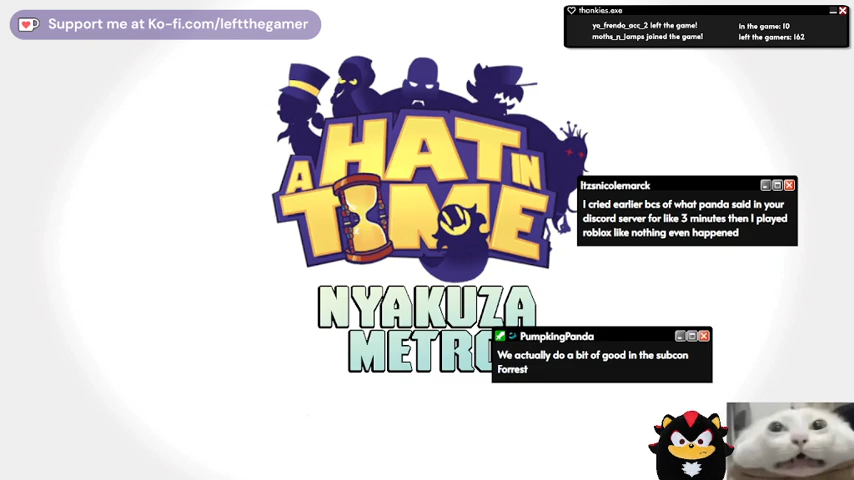 Support me at Ko-fi.com/leftthegamer
thankies.exe
yo_frendo_acc_2 left the game!
moths_n_lamps joined the game!
in the game: 10
left the gamers: 162
A HAT IN
TIME
Itzsnicolemarck
I cried earlier bcs of what panda said in your
discord server for like 3 minutes then I played
roblox like nothing even happened
NYAKUZA
METRO
PumpkingPanda
We actually do a bit of good in the subcon
Forrest